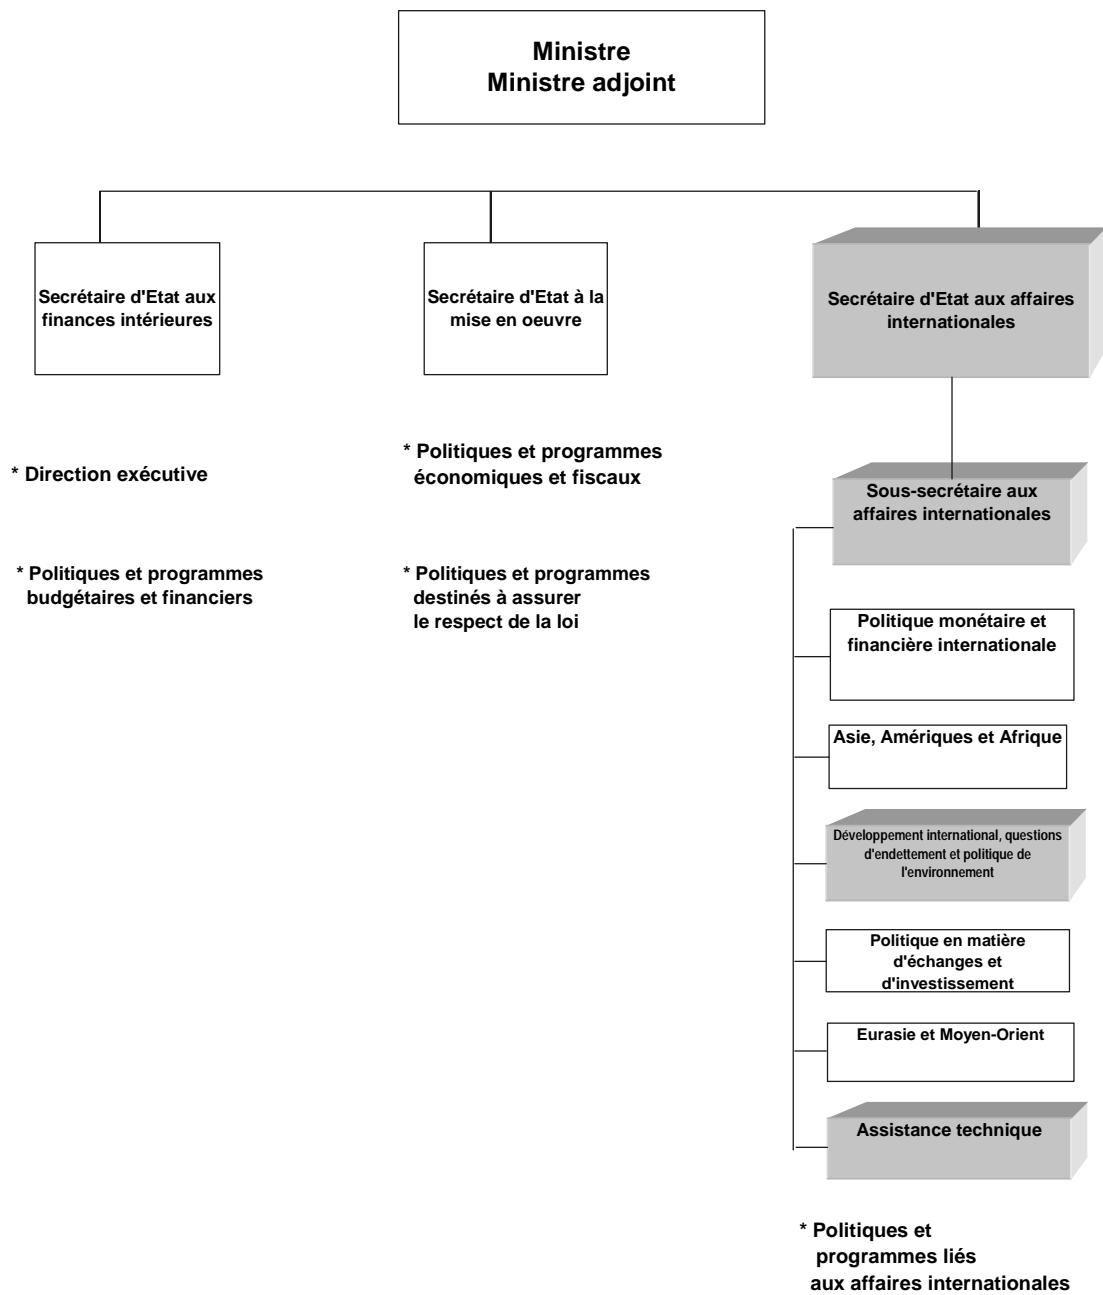 Ministre
Ministre adjoint
Secrétaire d'Etat aux
finances intérieures
Secrétaire d'Etat à la
mise en oeuvre
Secrétaire d'Etat aux affaires
internationales
* Direction exécutive
* Politiques et programmes
budgétaires et financiers
* Politiques et programmes
économiques et fiscaux
* Politiques et programmes
destinés à assurer
le respect de la loi
Sous-secrétaire aux
affaires internationales
Politique monétaire et
financière internationale
Asie, Amériques et Afrique
Développement international, questions
d'endettement et politique de
l'environnement
Politique en matière
d'échanges et
d'investissement
Eurasie et Moyen-Orient
Assistance technique
* Politiques et
programmes liés
aux affaires internationales